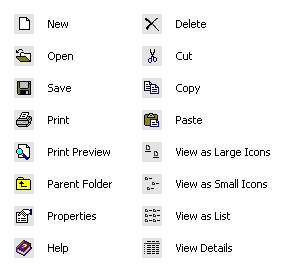 New
Delete
Open
Cut
Save
Copy
Print
Paste
Print Preview
View as Large Icons
Parent Folder
View as Small Icons
Properties
View as List
Help
View Details